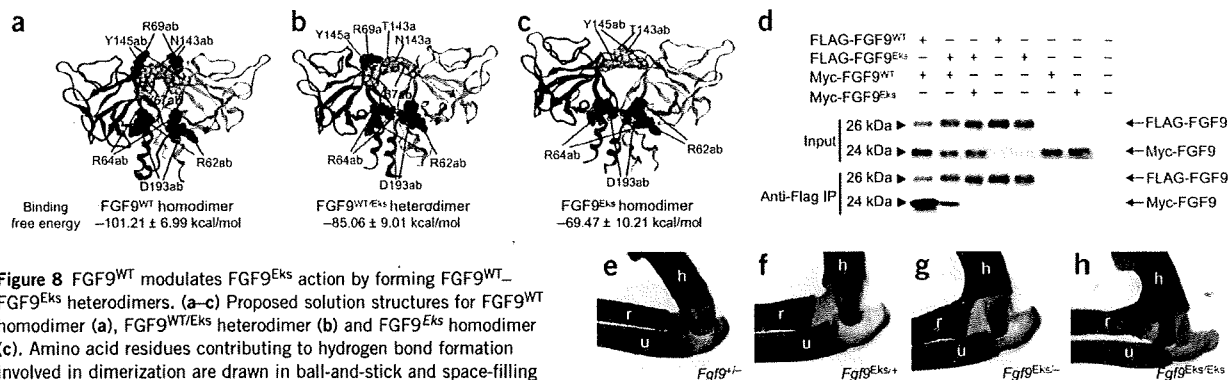 a
b
c
d
R69ab
Y145ab
N143ab
67ab
R64ab
R62ab
D193ab
FGF9WT homodimer
Binding free energy
−101.21 ± 6.99 kcal/mol
Y145a
R69a
T143a
N143a
R64ab
R62ab
D193ab
FGF9WT/Eks heterodimer
−85.06 ± 9.01 kcal/mol
Y145ab
T143ab
R64ab
R62ab
D193ab
FGF9Eks homodimer
−69.47 ± 10.21 kcal/mol
FLAG-FGF9WT + − − + − − − −
FLAG-FGF9Eks − + + − + − − −
Myc-FGF9WT + + − − − + − −
Myc-FGF9Eks − − + − − − + −
Input
26 kDa
FLAG-FGF9
24 kDa
Myc-FGF9
Anti-Flag IP
26 kDa
FLAG-FGF9
24 kDa
Myc-FGF9
Figure 8 FGF9WT modulates FGF9Eks action by forming FGF9WT–
FGF9Eks heterodimers. (a–c) Proposed solution structures for FGF9WT
homodimer (a), FGF9WT/Eks heterodimer (b) and FGF9Eks homodimer
(c). Amino acid residues contributing to hydrogen bond formation
involved in dimerization are drawn in ball-and-stick and space-filling
e
h
r
u
Fgf9+/−
f
h
r
u
Fgf9Eks/+
g
h
r
u
Fgf9Eks/−
h
h
r
u
Fgf9Eks/Eks